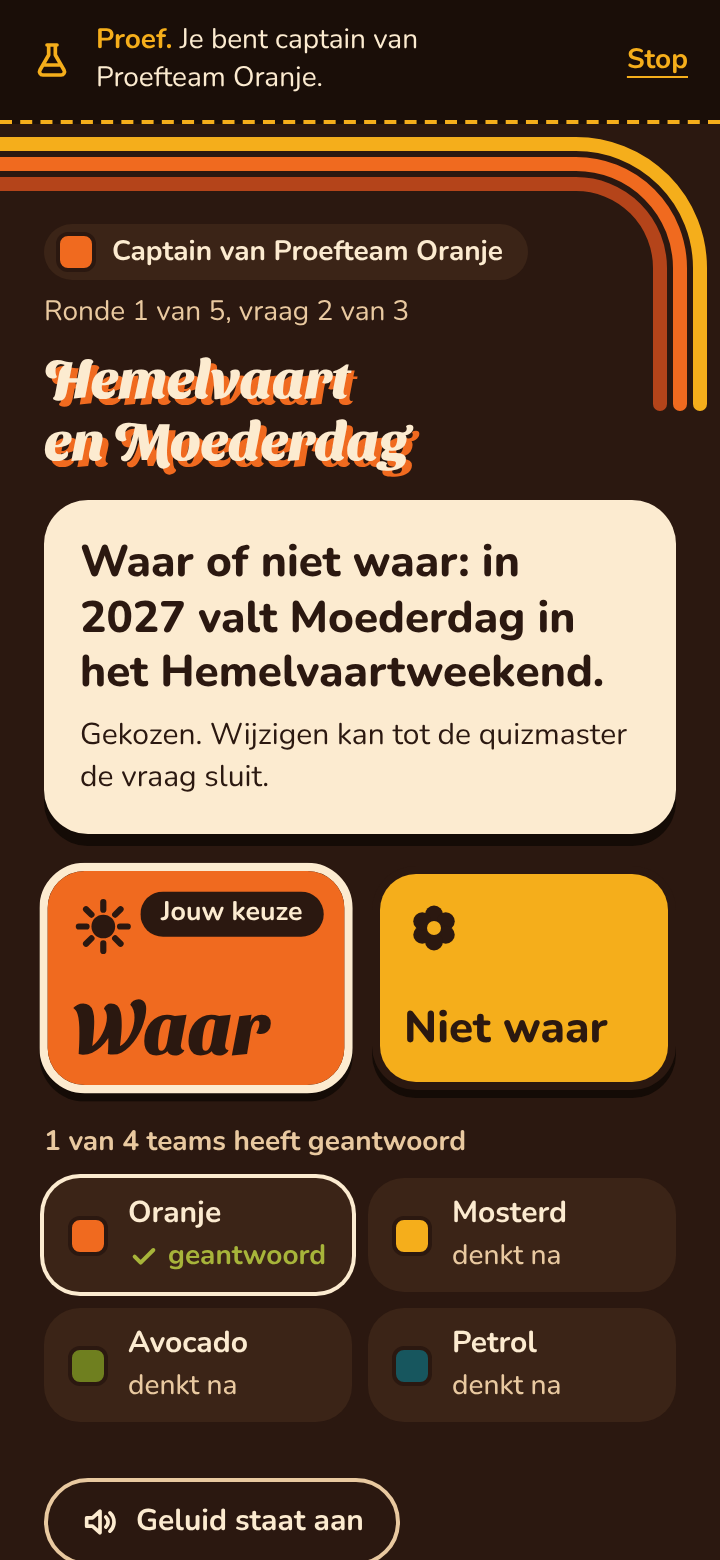 Proef. Je bent captain van
Proefteam Oranje.
Stop
Captain van Proefteam Oranje
Ronde 1 van 5, vraag 2 van 3
Hemelvaart
en Moederdag
Waar of niet waar: in
2027 valt Moederdag in
het Hemelvaartweekend.
Gekozen. Wijzigen kan tot de quizmaster
de vraag sluit.
Jouw keuze
Waar
Niet waar
1 van 4 teams heeft geantwoord
Oranje
geantwoord
Mosterd
denkt na
Avocado
denkt na
Petrol
denkt na
Geluid staat aan